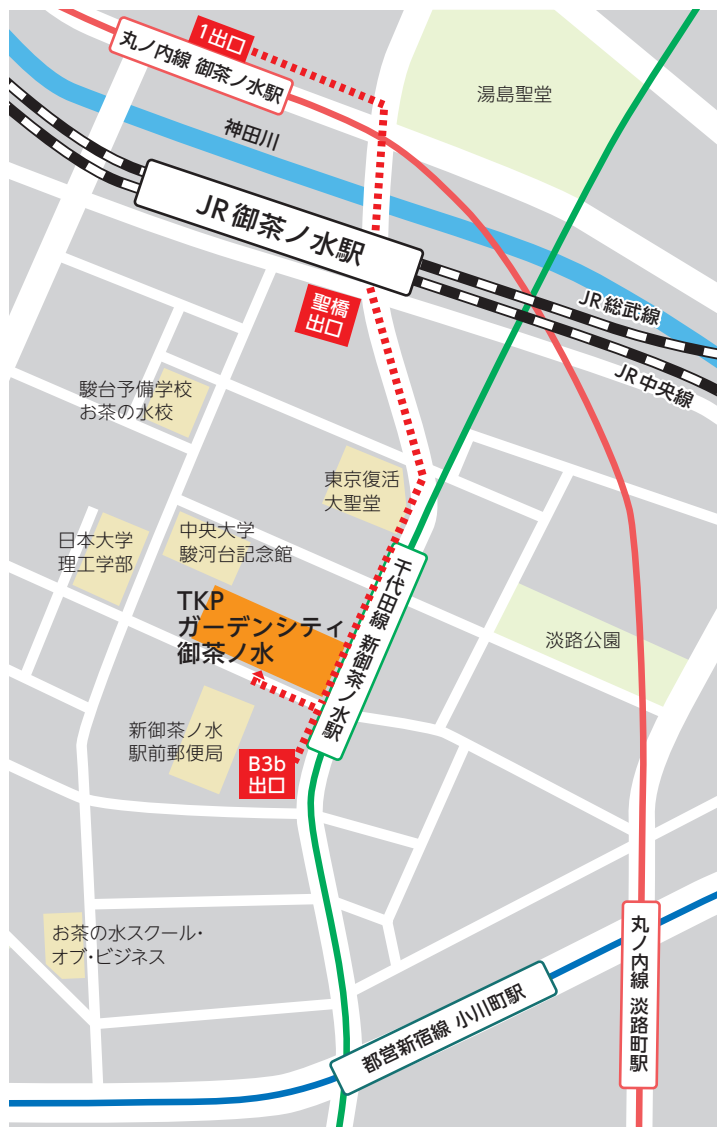 1出口
丸ノ内線 御茶ノ水駅
湯島聖堂
神田川
JR御茶ノ水駅
聖橋
出口
JR総武線
JR中央線
駿台予備学校
お茶の水校
東京復活
大聖堂
中央大学
駿河台記念館
日本大学
理工学部
千代田線 新御茶ノ水駅
TKP
ガーデンシティ
御茶ノ水
淡路公園
新御茶ノ水
駅前郵便局
B3b
出口
お茶の水スクール・
オブ・ビジネス
丸ノ内線 淡路町駅
都営新宿線 小川町駅